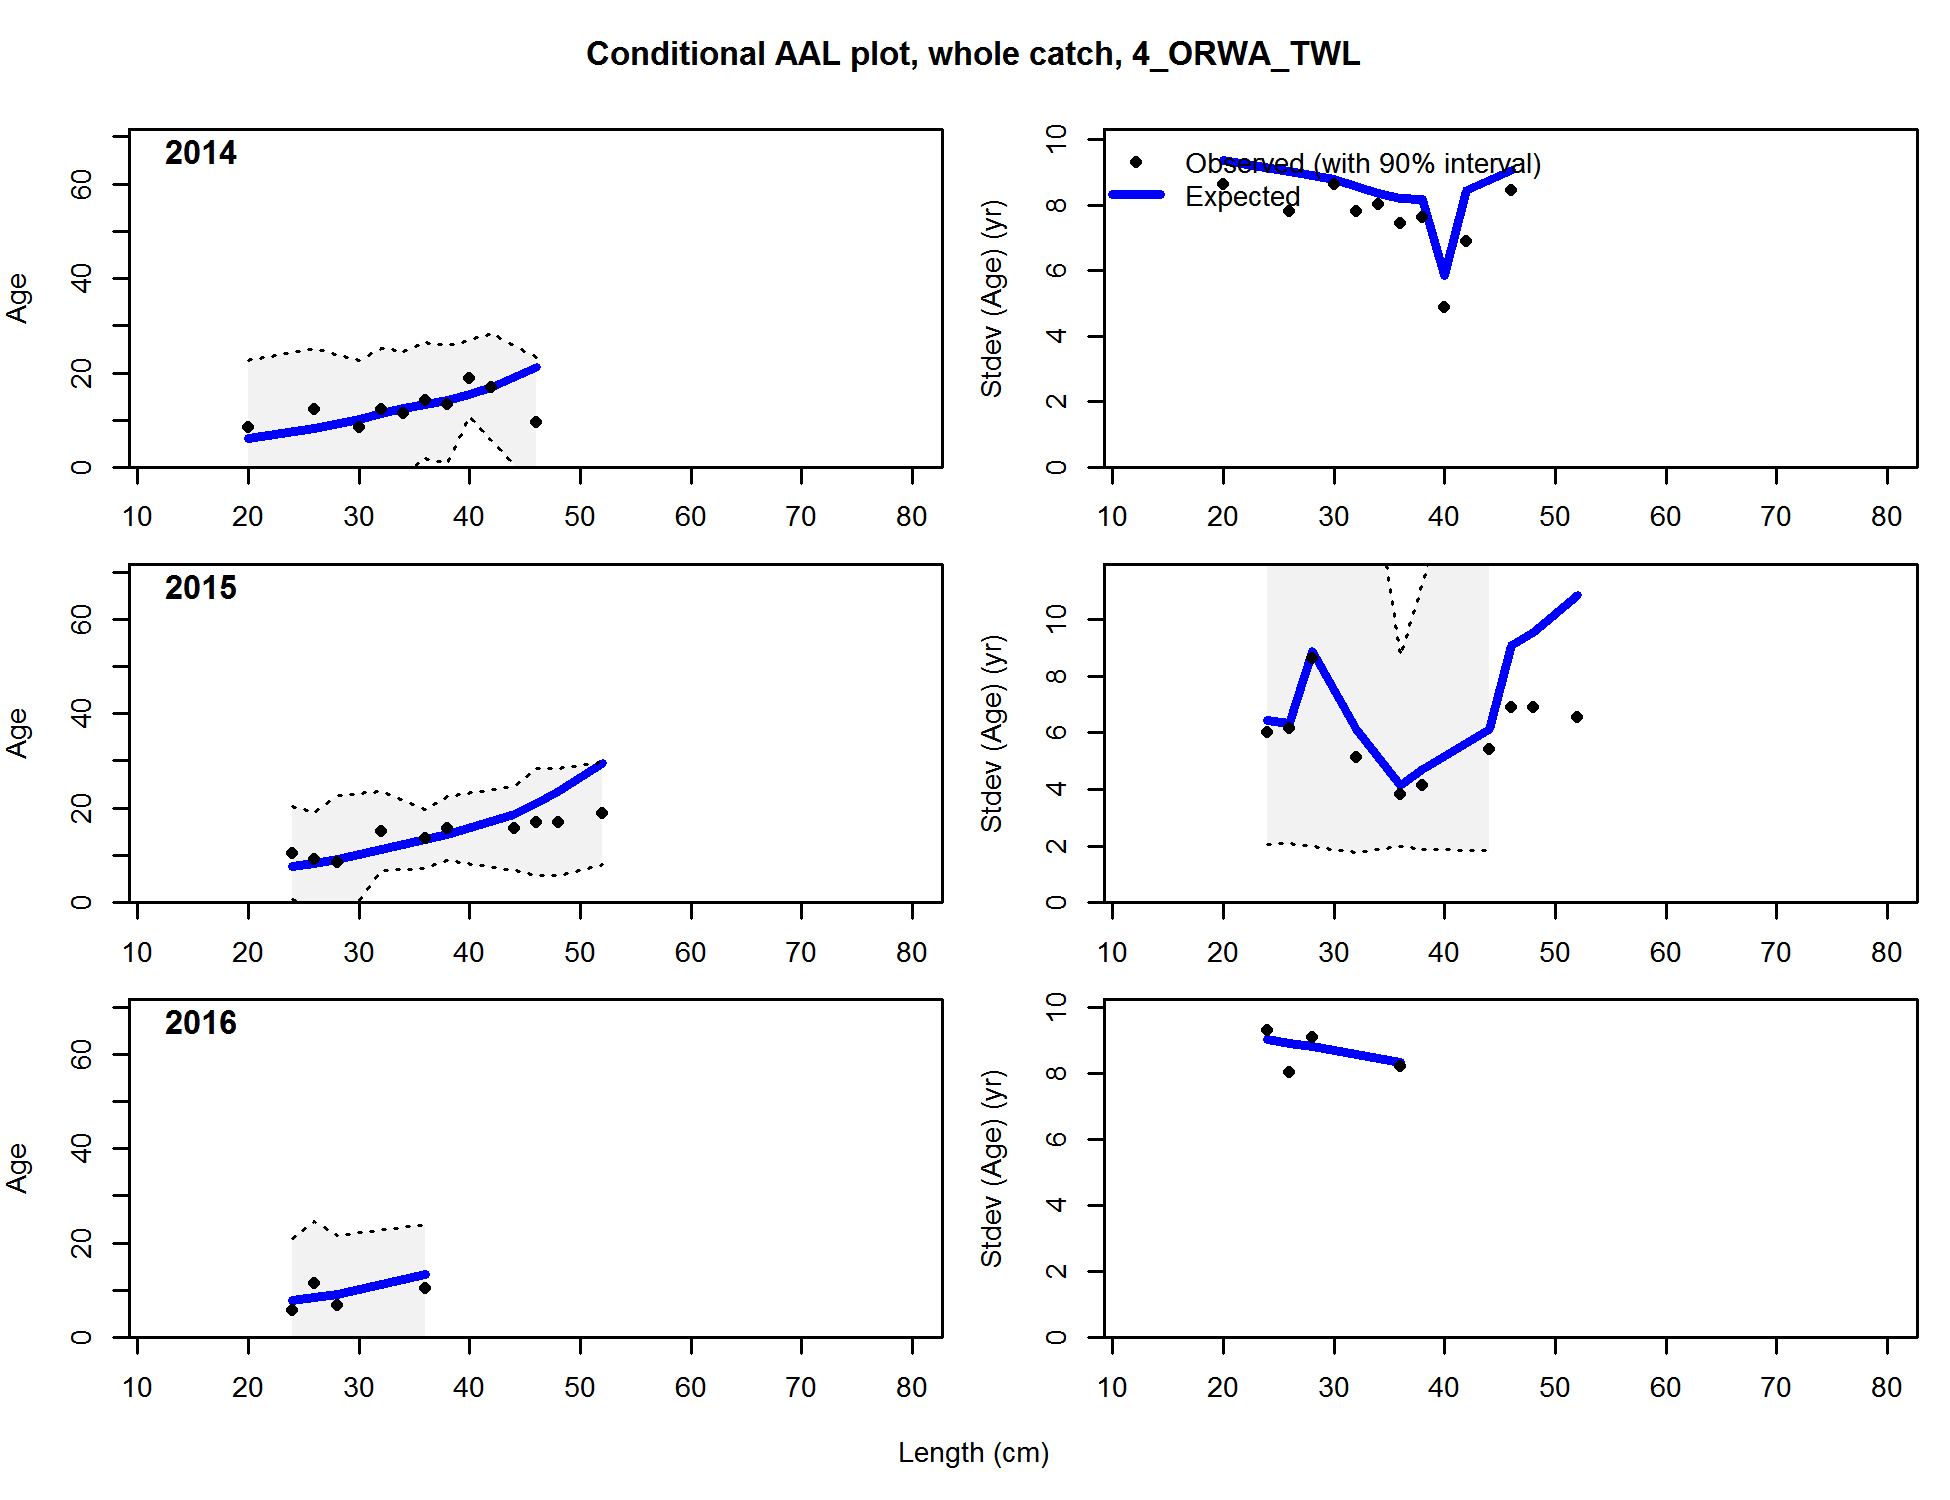 Conditional AAL plot, whole catch, 4_ORWA_TWL
2014
Age
0 20 40 60
10 20 30 40 50 60 70 80
Observed (with 90% interval)
Expected
Stdev (Age) (yr)
0 2 4 6 8 10
10 20 30 40 50 60 70 80
2015
Age
0 20 40 60
10 20 30 40 50 60 70 80
Stdev (Age) (yr)
0 2 4 6 8 10
10 20 30 40 50 60 70 80
2016
Age
0 20 40 60
10 20 30 40 50 60 70 80
Stdev (Age) (yr)
0 2 4 6 8 10
10 20 30 40 50 60 70 80
Length (cm)